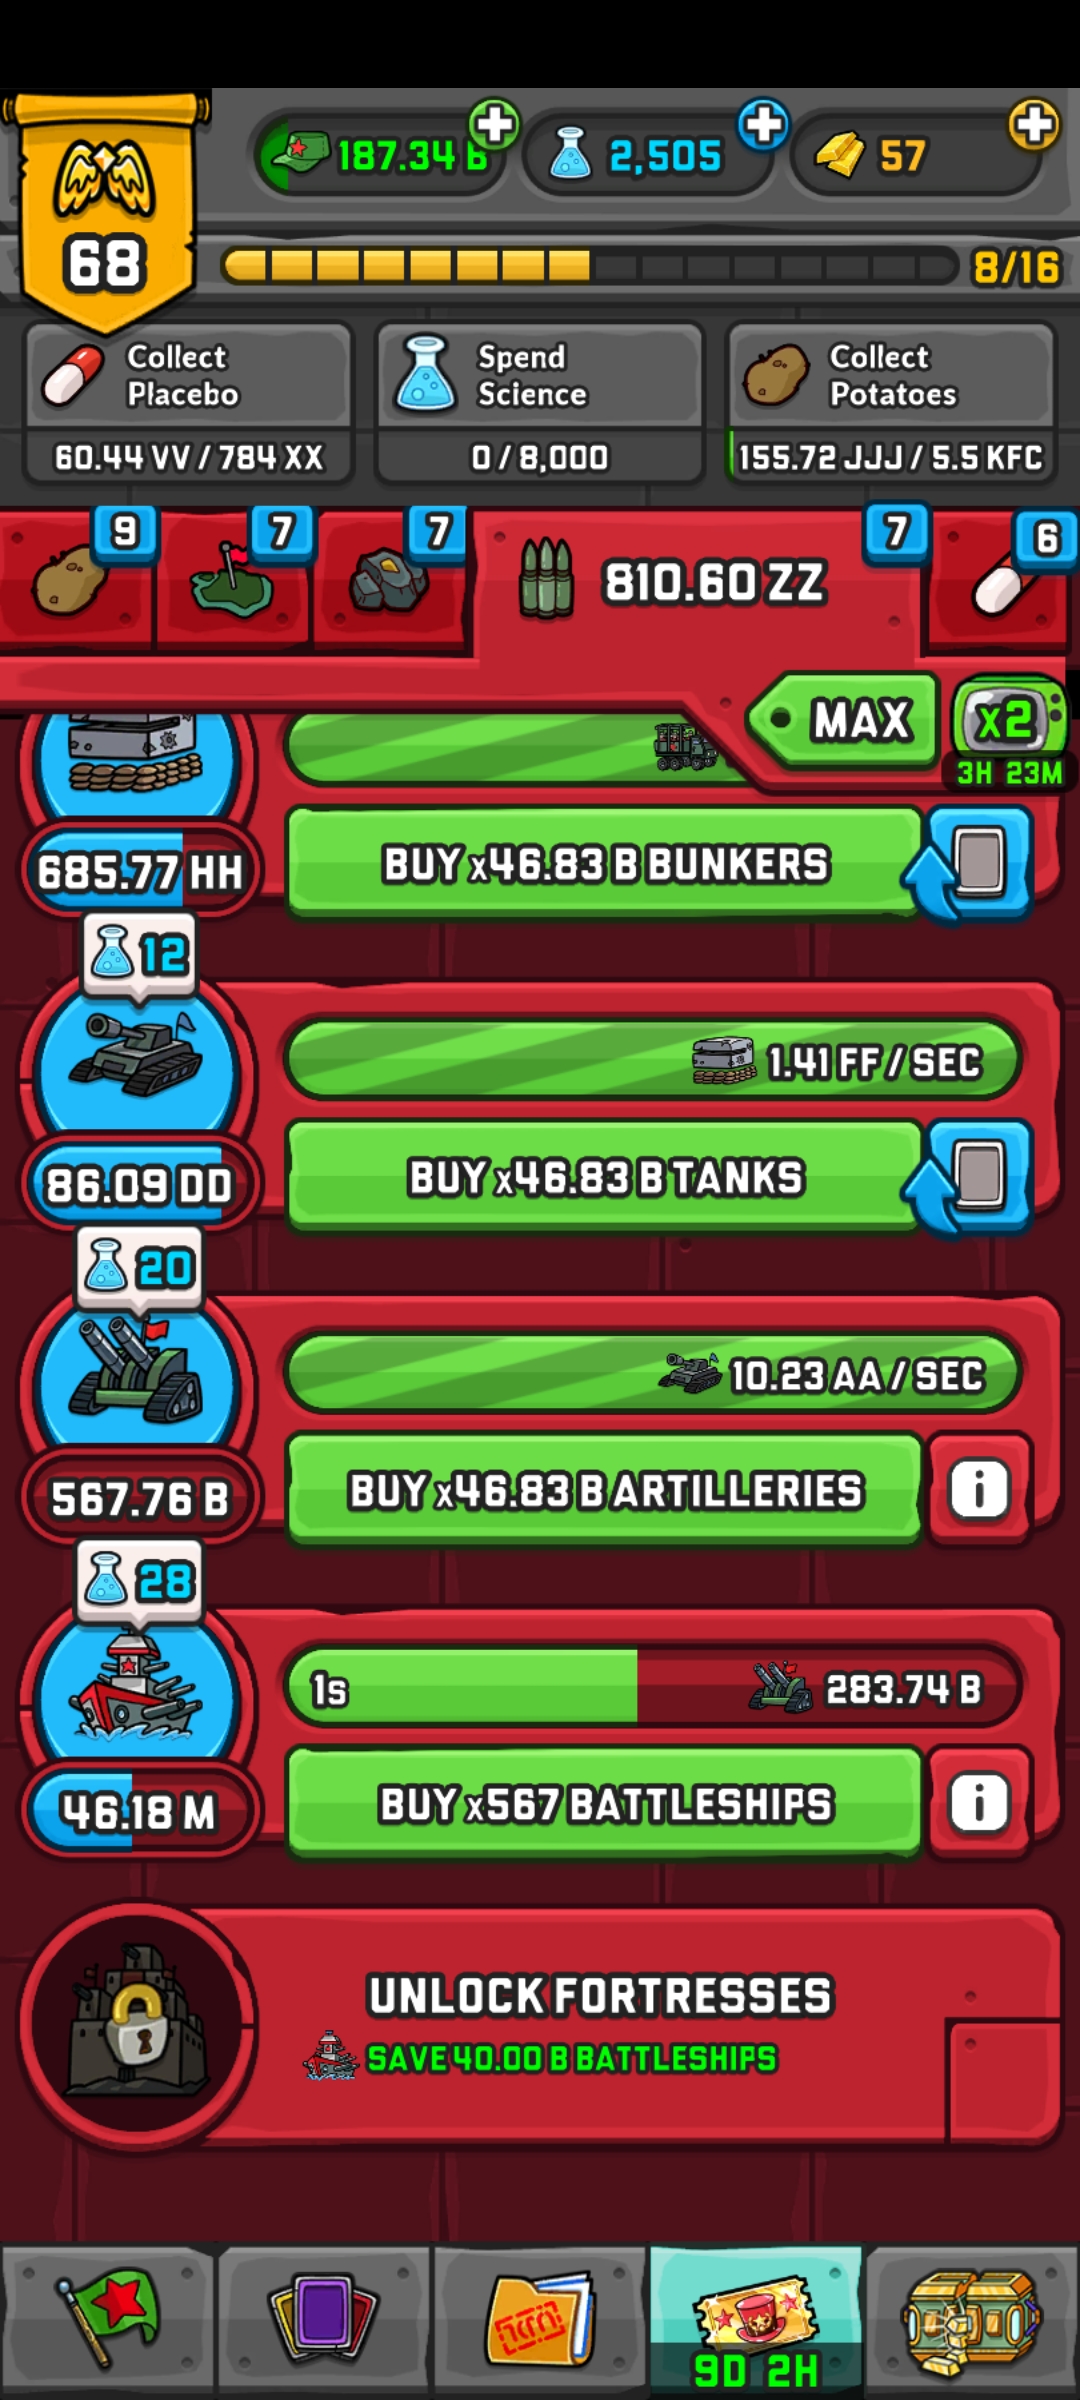 187.34 B
2,505
57
68
8/16
Collect
Placebo
60.44 VV / 784 XX
Spend
Science
0 / 8,000
Collect
Potatoes
155.72 JJJ / 5.5 KFC
9
7
7
810.60 ZZ
7
6
MAX
x2
3H 23M
685.77 HH
BUY x46.83 B BUNKERS
12
1.41 FF / SEC
86.09 DD
BUY x46.83 B TANKS
20
10.23 AA / SEC
567.76 B
BUY x46.83 B ARTILLERIES
i
28
1s
283.74 B
46.18 M
BUY x567 BATTLESHIPS
i
UNLOCK FORTRESSES
SAVE 40.00 B BATTLESHIPS
9D 2H